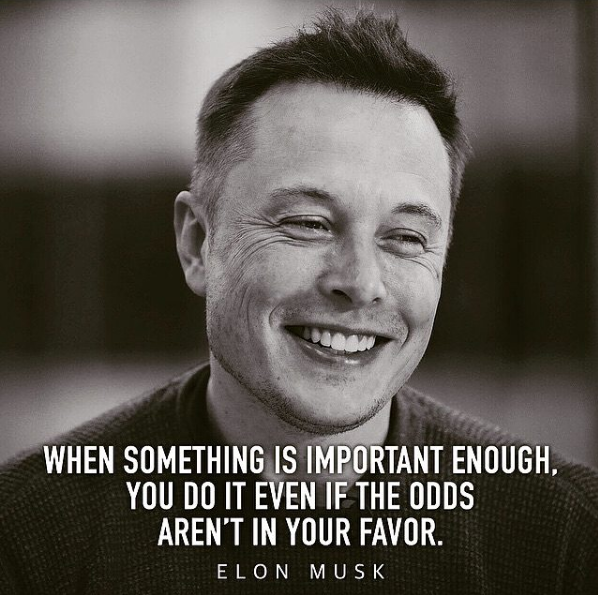 WHEN SOMETHING IS IMPORTANT ENOUGH,
YOU DO IT EVEN IF THE ODDS
AREN'T IN YOUR FAVOR.
ELON MUSK